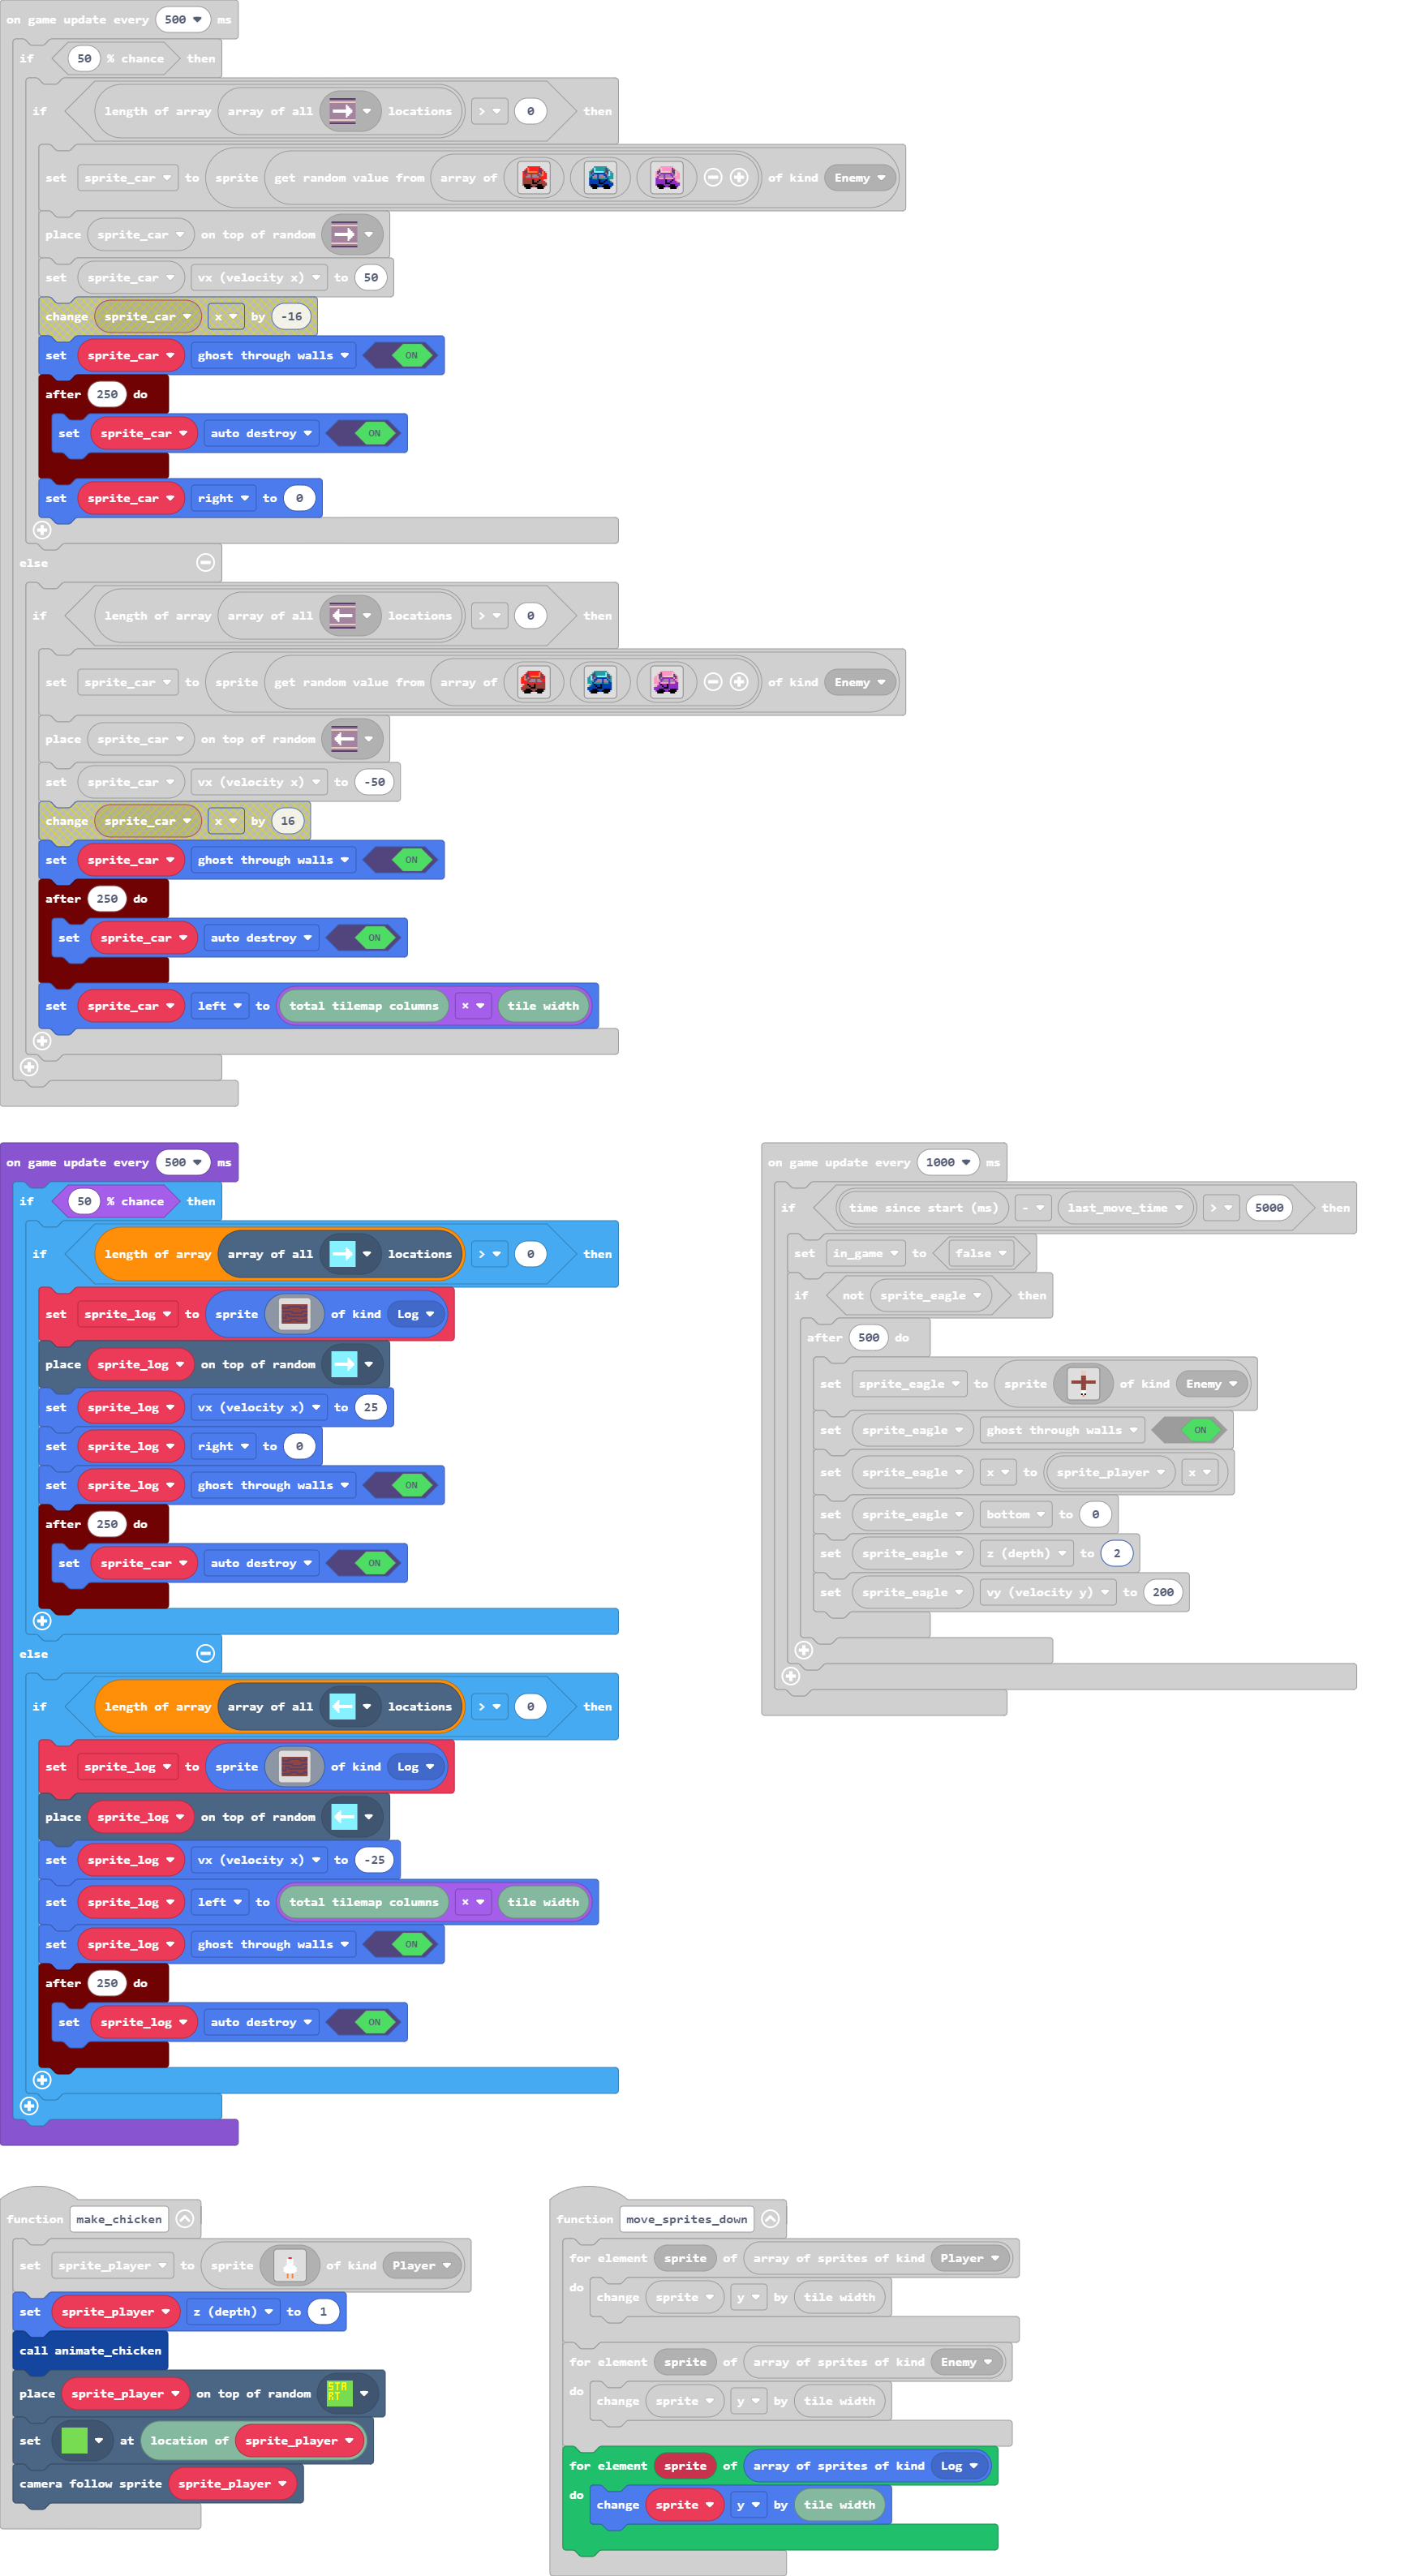 on game update every 500 ms
if 50 % chance then
if length of array array of all locations > 0 then
set sprite_car to sprite get random value from array of of kind Enemy
place sprite_car on top of random
set sprite_car vx (velocity x) to 50
change sprite_car x by -16
set sprite_car ghost through walls ON
after 250 do
set sprite_car auto destroy ON
set sprite_car right to 0
else
if length of array array of all locations > 0 then
set sprite_car to sprite get random value from array of of kind Enemy
place sprite_car on top of random
set sprite_car vx (velocity x) to -50
change sprite_car x by 16
set sprite_car ghost through walls ON
after 250 do
set sprite_car auto destroy ON
set sprite_car left to total tilemap columns × tile width
on game update every 500 ms
if 50 % chance then
if length of array array of all locations > 0 then
set sprite_log to sprite of kind Log
place sprite_log on top of random
set sprite_log vx (velocity x) to 25
set sprite_log right to 0
set sprite_log ghost through walls ON
after 250 do
set sprite_car auto destroy ON
else
if length of array array of all locations > 0 then
set sprite_log to sprite of kind Log
place sprite_log on top of random
set sprite_log vx (velocity x) to -25
set sprite_log left to total tilemap columns × tile width
set sprite_log ghost through walls ON
after 250 do
set sprite_log auto destroy ON
on game update every 1000 ms
if time since start (ms) - last_move_time > 5000 then
set in_game to false
if not sprite_eagle then
after 500 do
set sprite_eagle to sprite of kind Enemy
set sprite_eagle ghost through walls ON
set sprite_eagle x to sprite_player x
set sprite_eagle bottom to 0
set sprite_eagle z (depth) to 2
set sprite_eagle vy (velocity y) to 200
function make_chicken
set sprite_player to sprite of kind Player
set sprite_player z (depth) to 1
call animate_chicken
place sprite_player on top of random START
set at location of sprite_player
camera follow sprite sprite_player
function move_sprites_down
for element sprite of array of sprites of kind Player
do change sprite y by tile width
for element sprite of array of sprites of kind Enemy
do change sprite y by tile width
for element sprite of array of sprites of kind Log
do change sprite y by tile width